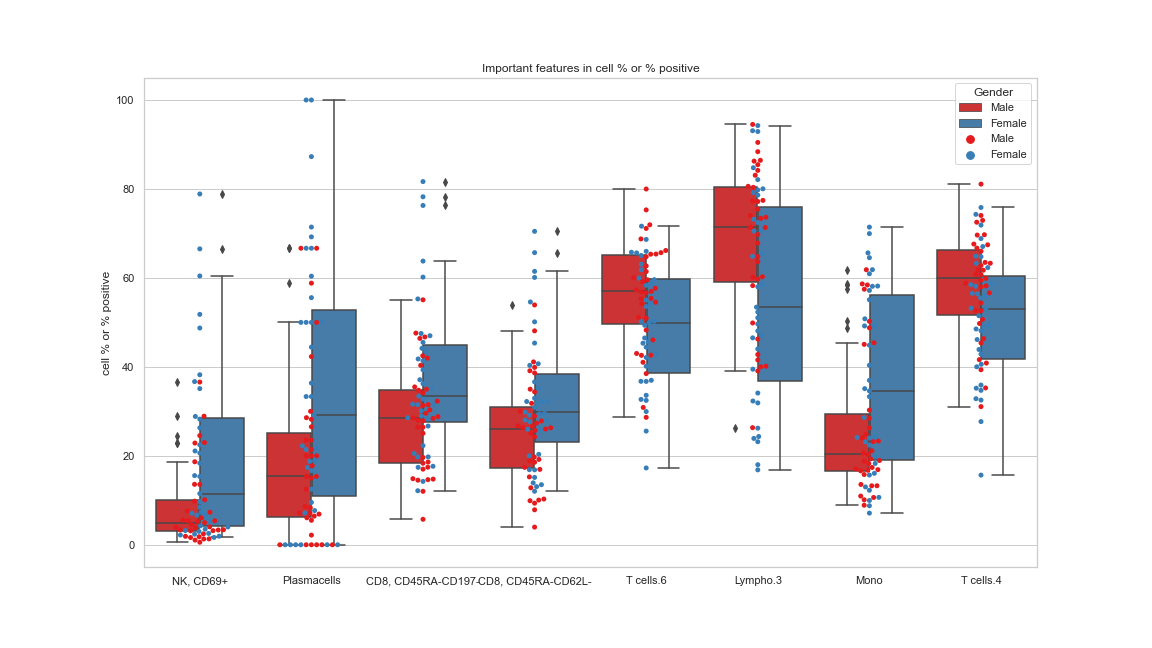 Important features in cell % or % positive
Gender
Male
Female
Male
Female
cell % or % positive
100
80
60
40
20
0
NK, CD69+
Plasmacells
CD8, CD45RA-CD197-
CD8, CD45RA-CD62L-
T cells.6
Lympho.3
Mono
T cells.4